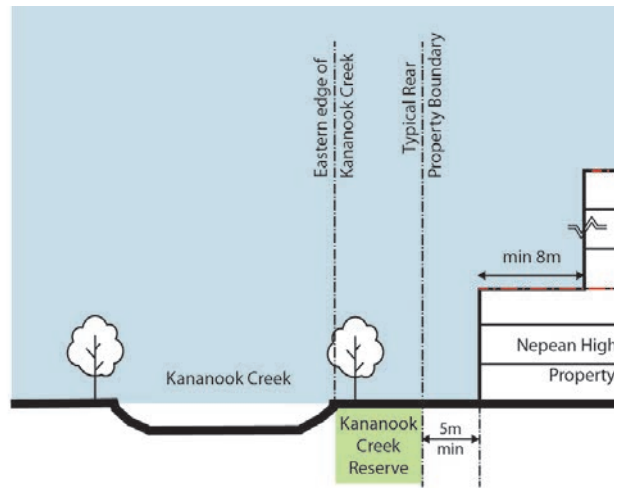 Eastern edge of
Kananook Creek
Typical Rear
Property Boundary
min 8m
Nepean High
Property
Kananook Creek
Kananook
Creek
Reserve
5m
min